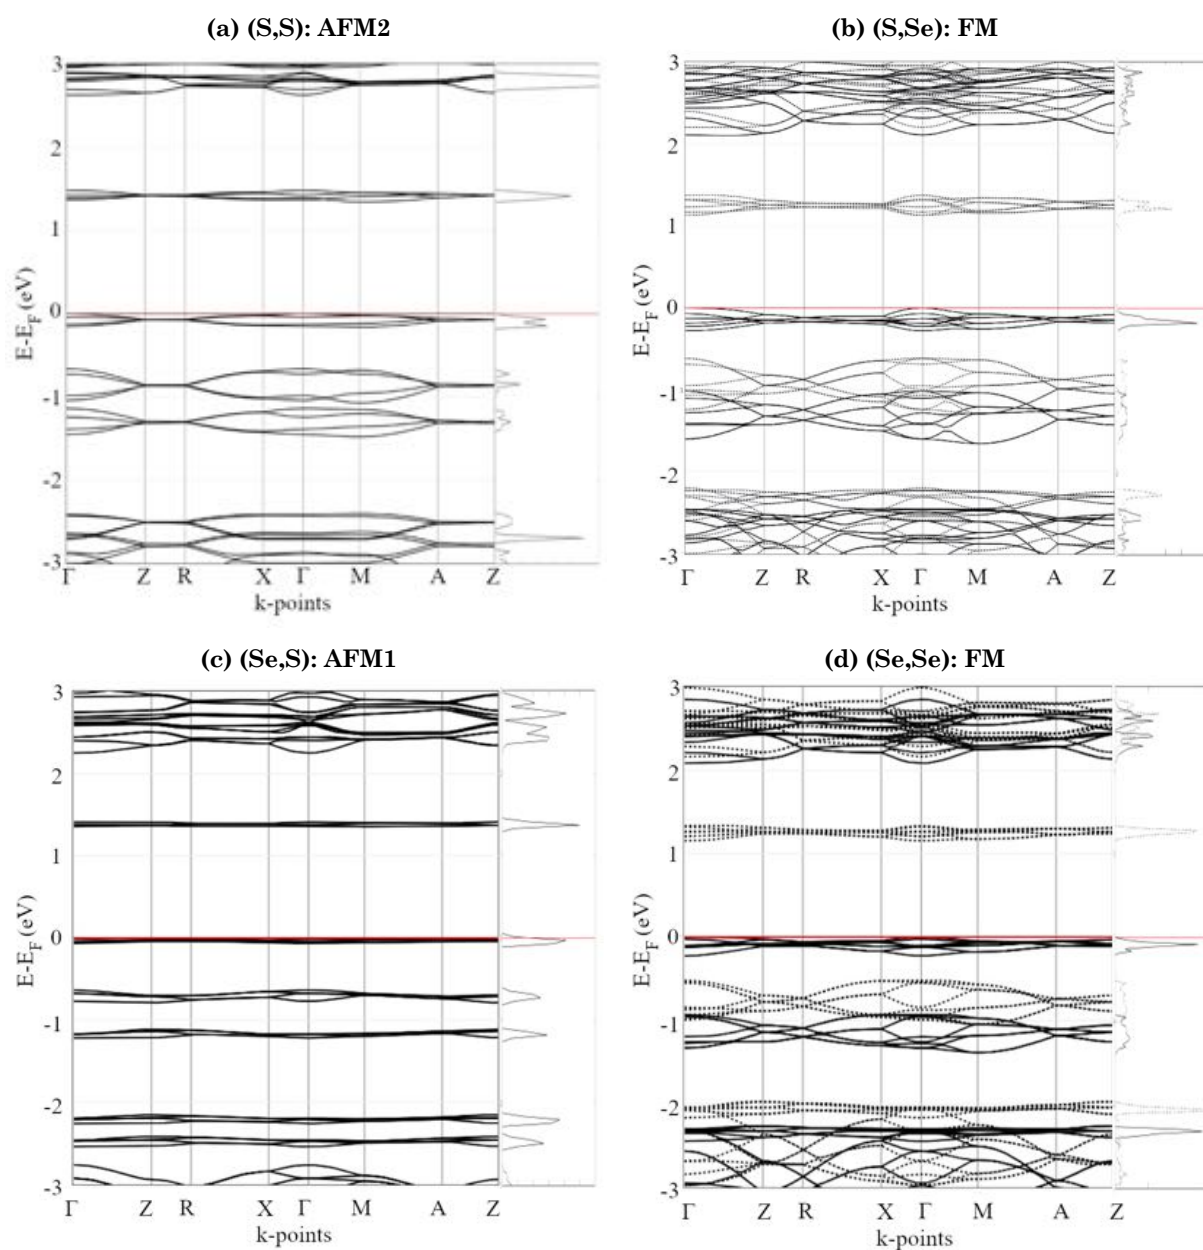 (a) (S,S): AFM2
3
2
1
0
-1
-2
-3
E-E_F (eV)
Γ Z R X Γ M A Z
k-points
(b) (S,Se): FM
3
2
1
0
-1
-2
-3
E-E_F (eV)
Γ Z R X Γ M A Z
k-points
(c) (Se,S): AFM1
3
2
1
0
-1
-2
-3
E-E_F (eV)
Γ Z R X Γ M A Z
k-points
(d) (Se,Se): FM
3
2
1
0
-1
-2
-3
E-E_F (eV)
Γ Z R X Γ M A Z
k-points